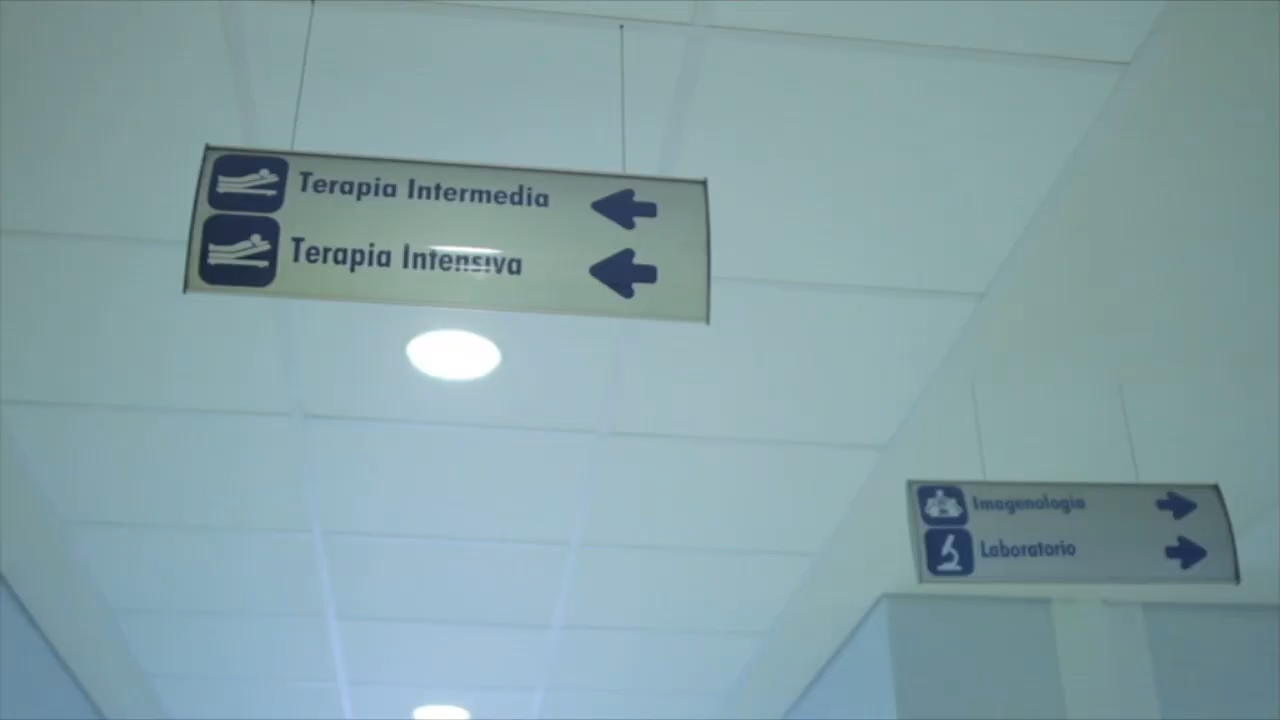 Terapia Intermedia
Terapia Intensiva
Imagenologia
Laboratorio